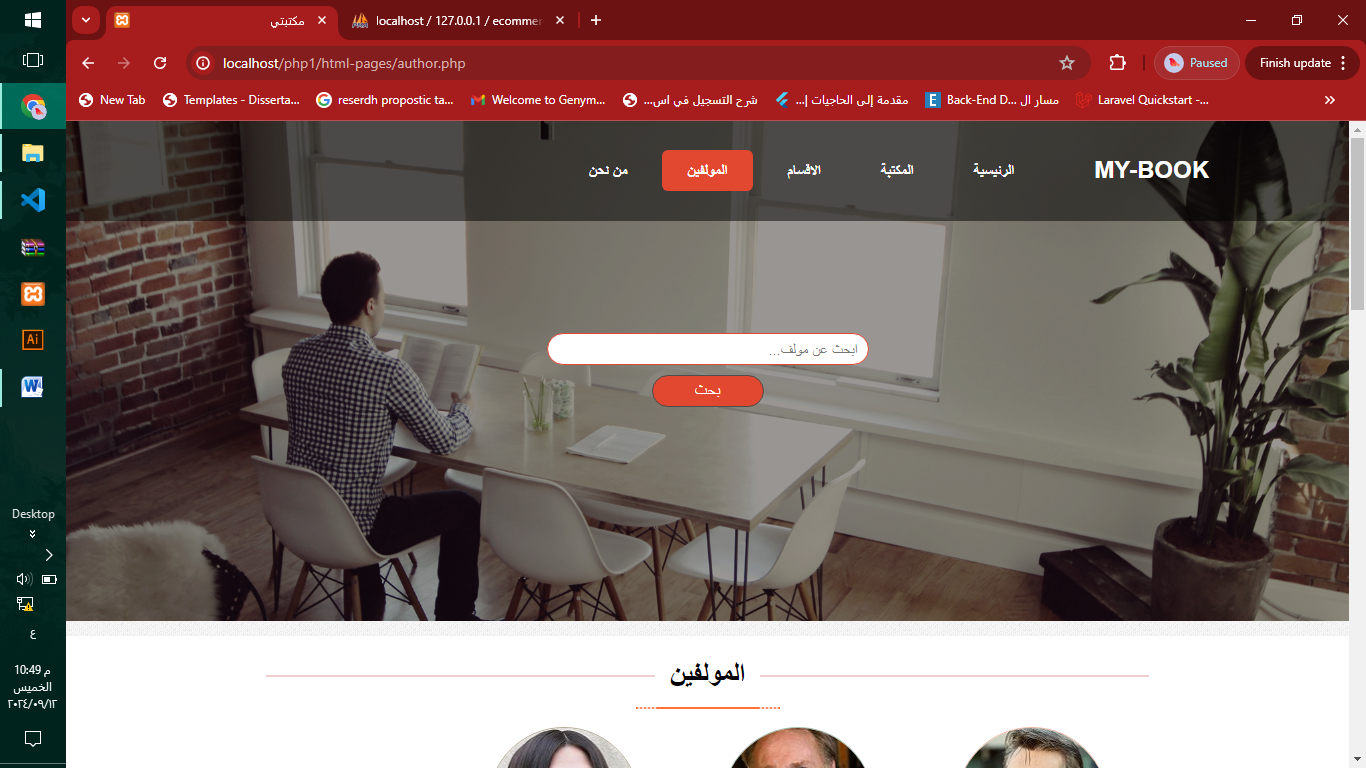 مكتبتي
localhost / 127.0.0.1 / ecommer
localhost/php1/html-pages/author.php
Paused
Finish update
New Tab
Templates - Disserta...
reserdh propostic ta...
Welcome to Genym...
شرح التسجيل في اس...
مقدمة إلى الحاجيات إ...
Back-End D... مسار ال
Laravel Quickstart -...
MY-BOOK
الرئيسية
المكتبة
الاقسام
المولفين
من نحن
ابحث عن مولف...
بحث
المولفين
Desktop
ع
10:49 م
الخميس
٢٠٢٤/٠٩/١٢